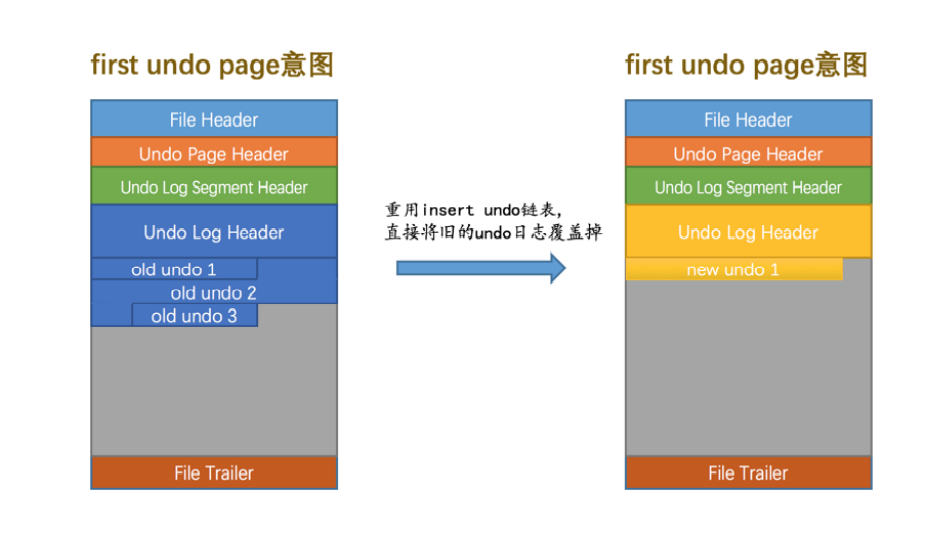 first undo page意图
File Header
Undo Page Header
Undo Log Segment Header
Undo Log Header
old undo 1
old undo 2
old undo 3
File Trailer
重用insert undo链表,
直接将旧的undo日志覆盖掉
first undo page意图
File Header
Undo Page Header
Undo Log Segment Header
Undo Log Header
new undo 1
File Trailer